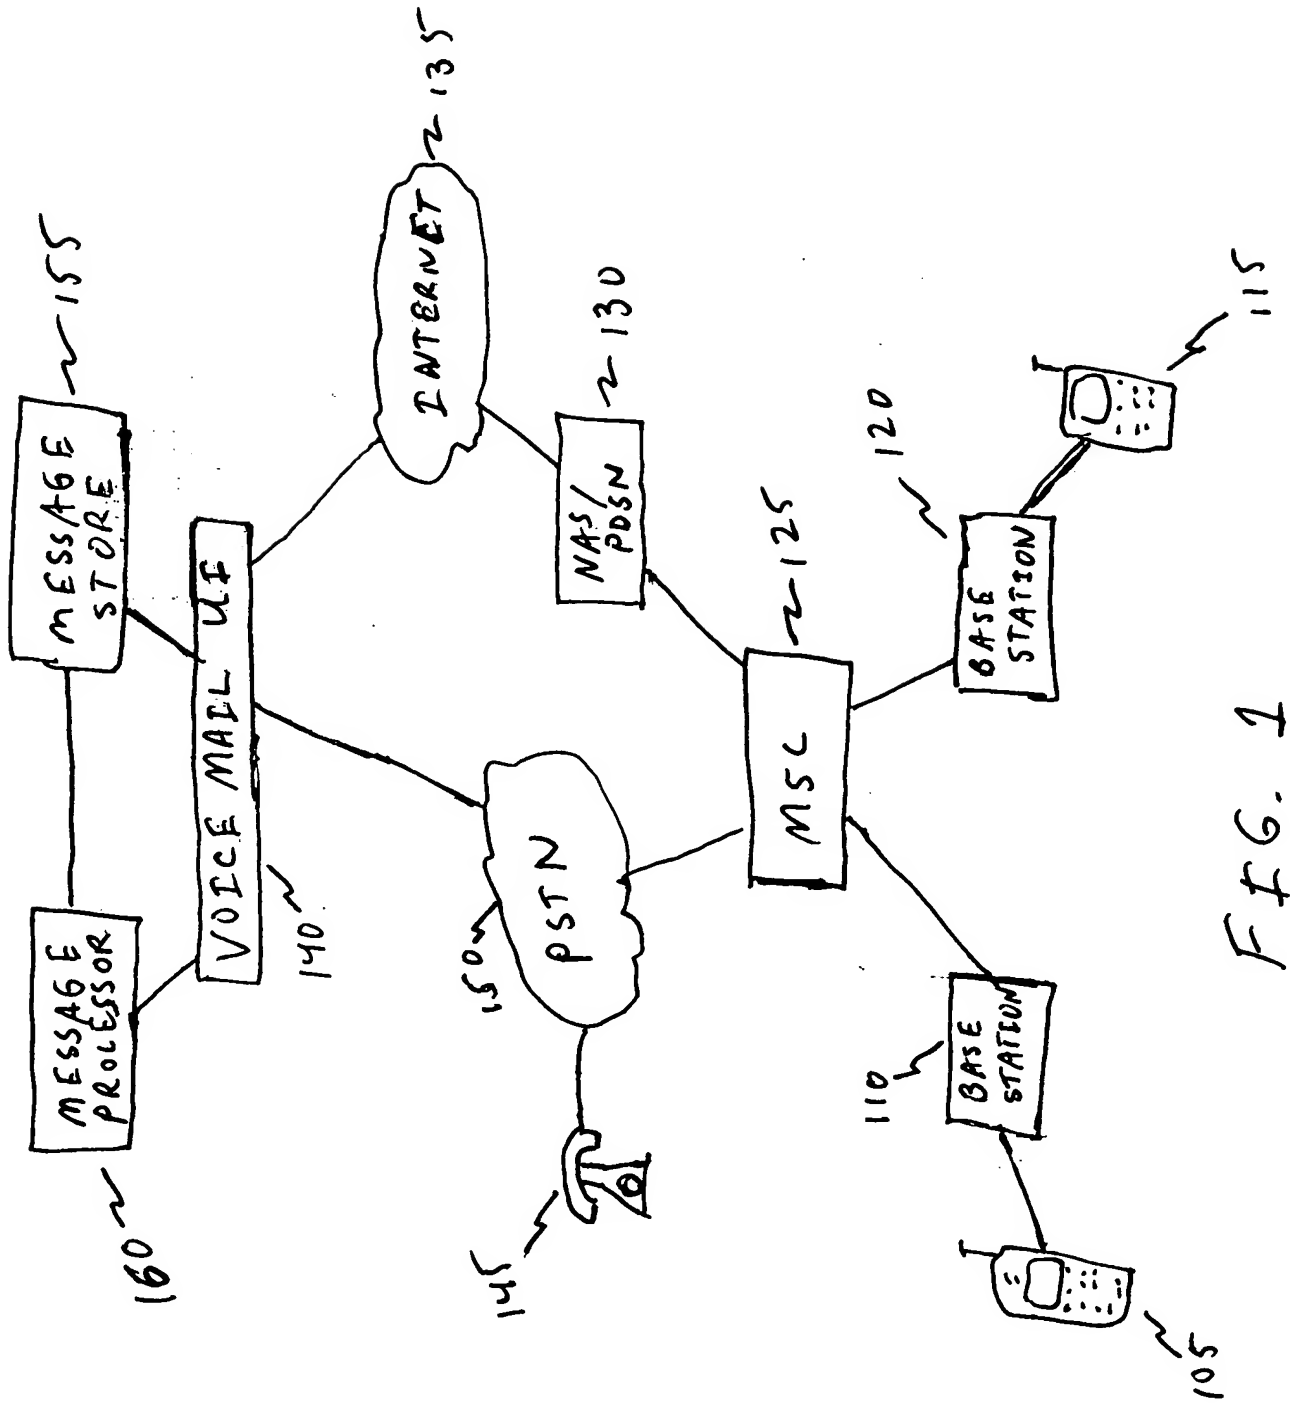 160
MESSAGE
PROCESSOR
MESSAGE
STORE
155
VOICE MAIL UI
140
INTERNET
135
145
150
PSTN
NAS/
PDSN
130
MSC
125
110
BASE
STATION
120
BASE
STATION
105
115
FIG. 1